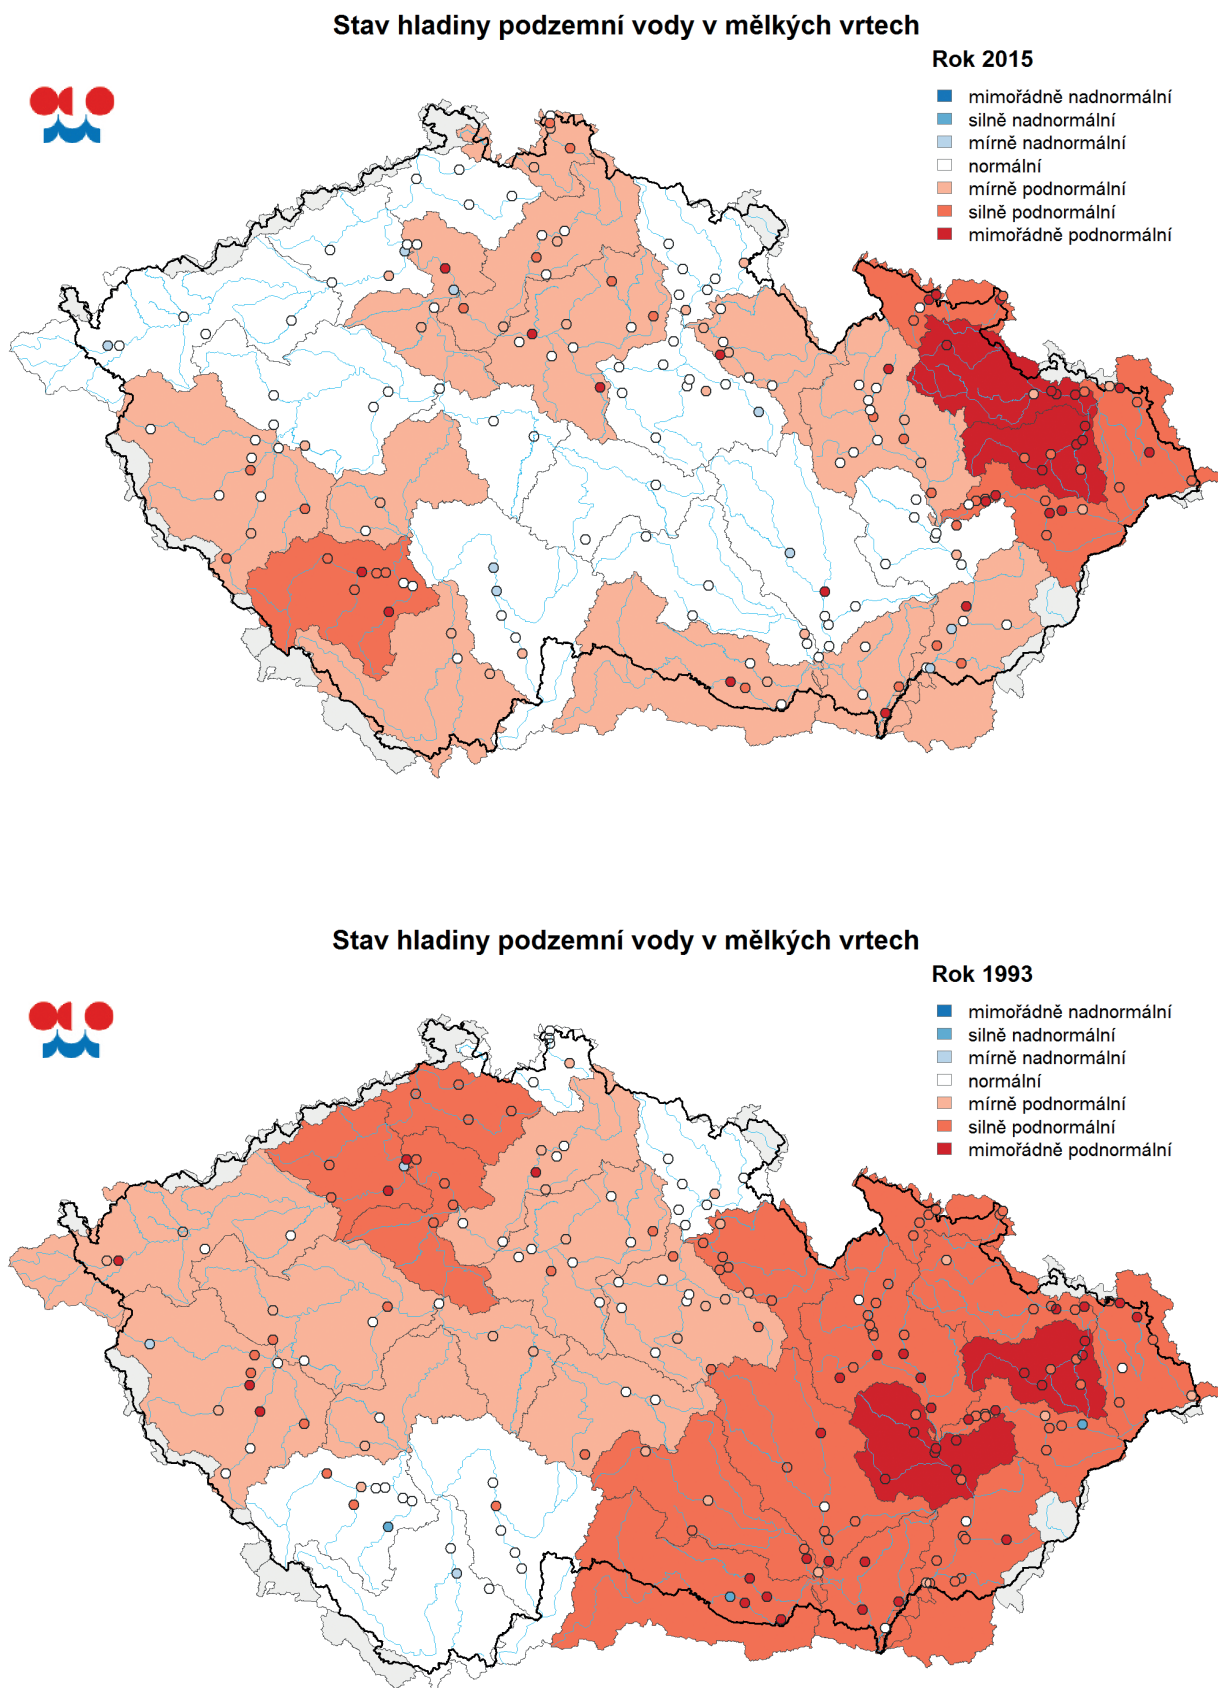 Stav hladiny podzemní vody v mělkých vrtech
Rok 2015
mimořádně nadnormální
silně nadnormální
mírně nadnormální
normální
mírně podnormální
silně podnormální
mimořádně podnormální
Stav hladiny podzemní vody v mělkých vrtech
Rok 1993
mimořádně nadnormální
silně nadnormální
mírně nadnormální
normální
mírně podnormální
silně podnormální
mimořádně podnormální